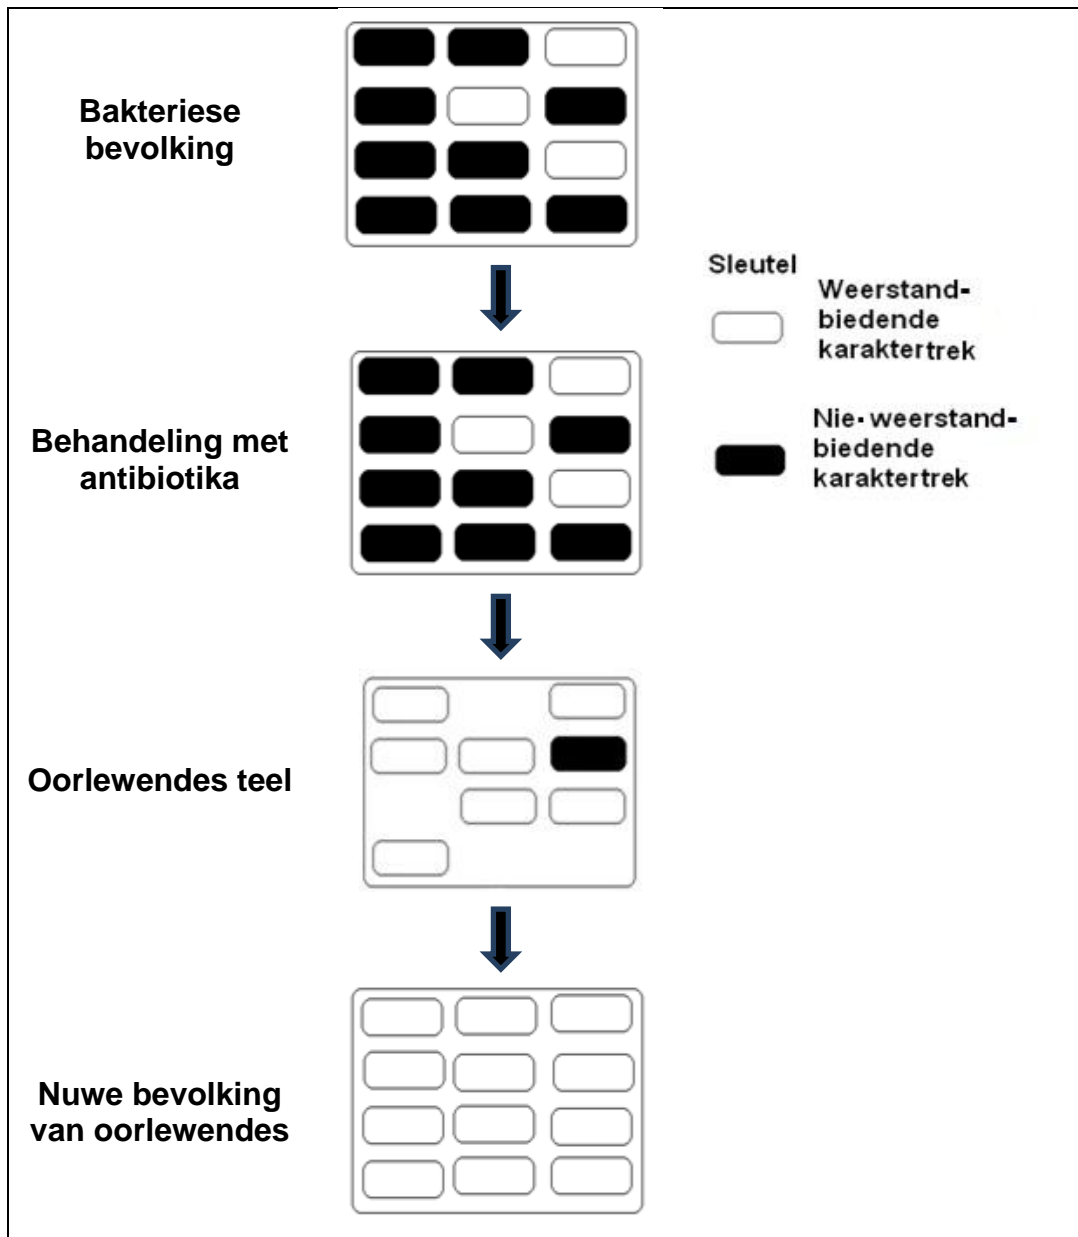 Bakteriese
bevolking
Sleutel
Weerstand-
biedende
karaktertrek
Nie-weerstand-
biedende
karaktertrek
Behandeling met
antibiotika
Oorlewendes teel
Nuwe bevolking
van oorlewendes